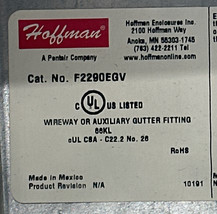 Hoffman
A Pentair Company
Hoffman Enclosures Inc.
2100 Hoffman Way
Anoka, MN 55303-1745
(763) 422-2211 Tel
www.hoffmanonline.com
Cat. No. F2290EGV
C UL US LISTED
WIREWAY OR AUXILIARY GUTTER FITTING
66KL
cUL CSA - C22.2 No. 26
RoHS
Made in Mexico
Product Revision N/A
10191